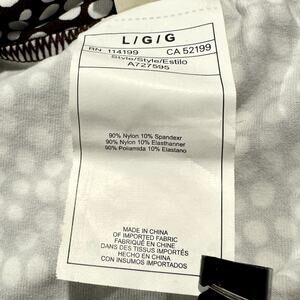 L/G/G
RN 114199 CA 52199
Style/Style/Estilo
A727595
90% Nylon 10% Spandexr
90% Nylon 10% Elasthanner
90% Poliamida 10% Elastano
MADE IN CHINA
OF IMPORTED FABRIC
FABRIQUÉ EN CHINE
DANS DES TISSUS IMPORTÉS
HECHO EN CHINA
CON INSUMOS IMPORTADOS